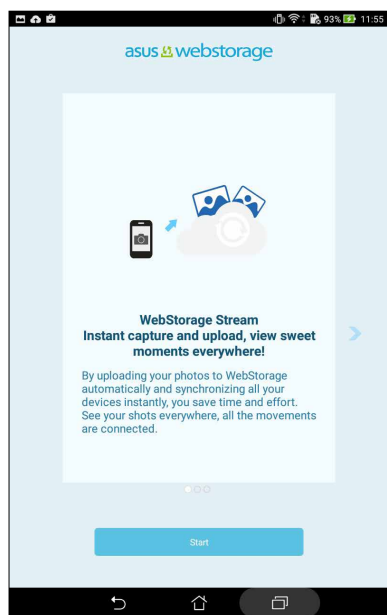 93% 11:55
asus webstorage
WebStorage Stream
Instant capture and upload, view sweet
moments everywhere!
By uploading your photos to WebStorage
automatically and synchronizing all your
devices instantly, you save time and effort.
See your shots everywhere, all the movements
are connected.
Start